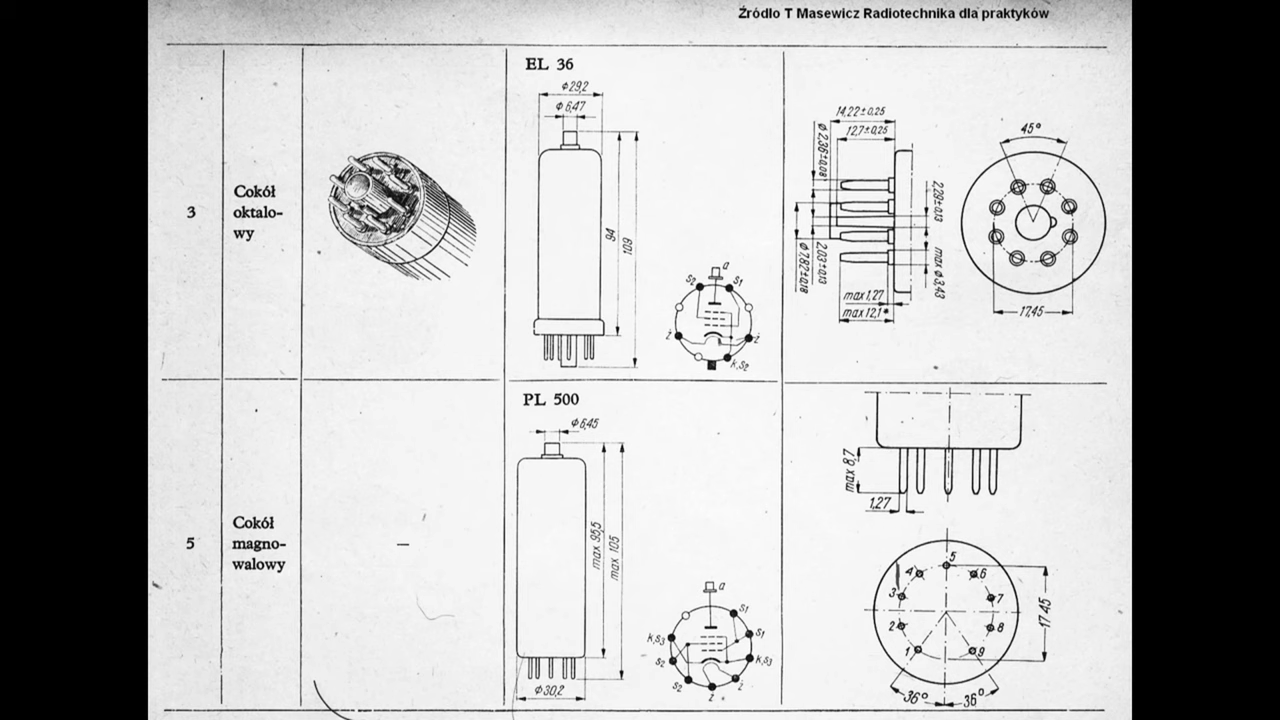 Źródło T Masewicz Radiotechnika dla praktyków
3
Cokół
oktalo-
wy
EL 36
ϕ29,2
ϕ6,47
94
109
a
s2
s1
ż
ż
k,s2
14,22±0,25
12,7±0,25
ϕ2,36±0,08
2,29±0,13
ϕ7,82±0,18
2,03±0,13
max ϕ3,43
max 1,27
max 12,1*
45°
17,45
5
Cokół
magno-
walowy
–
PL 500
ϕ6,45
max 95,5
max 105
ϕ30,2
a
s1
s1
k,s3
k,s3
s2
s2
ż
ż
max 8,7
1,27
1
2
3
4
5
6
7
8
9
17,45
36°
36°